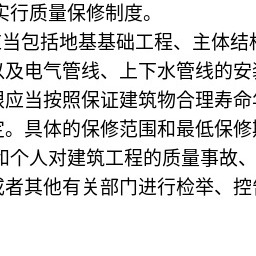 实行质量保修制度。
应当包括地基基础工程、主体结构
以及电气管线、上下水管线的安装
限应当按照保证建筑物合理寿命年
定。具体的保修范围和最低保修期
和个人对建筑工程的质量事故、
或者其他有关部门进行检举、控告